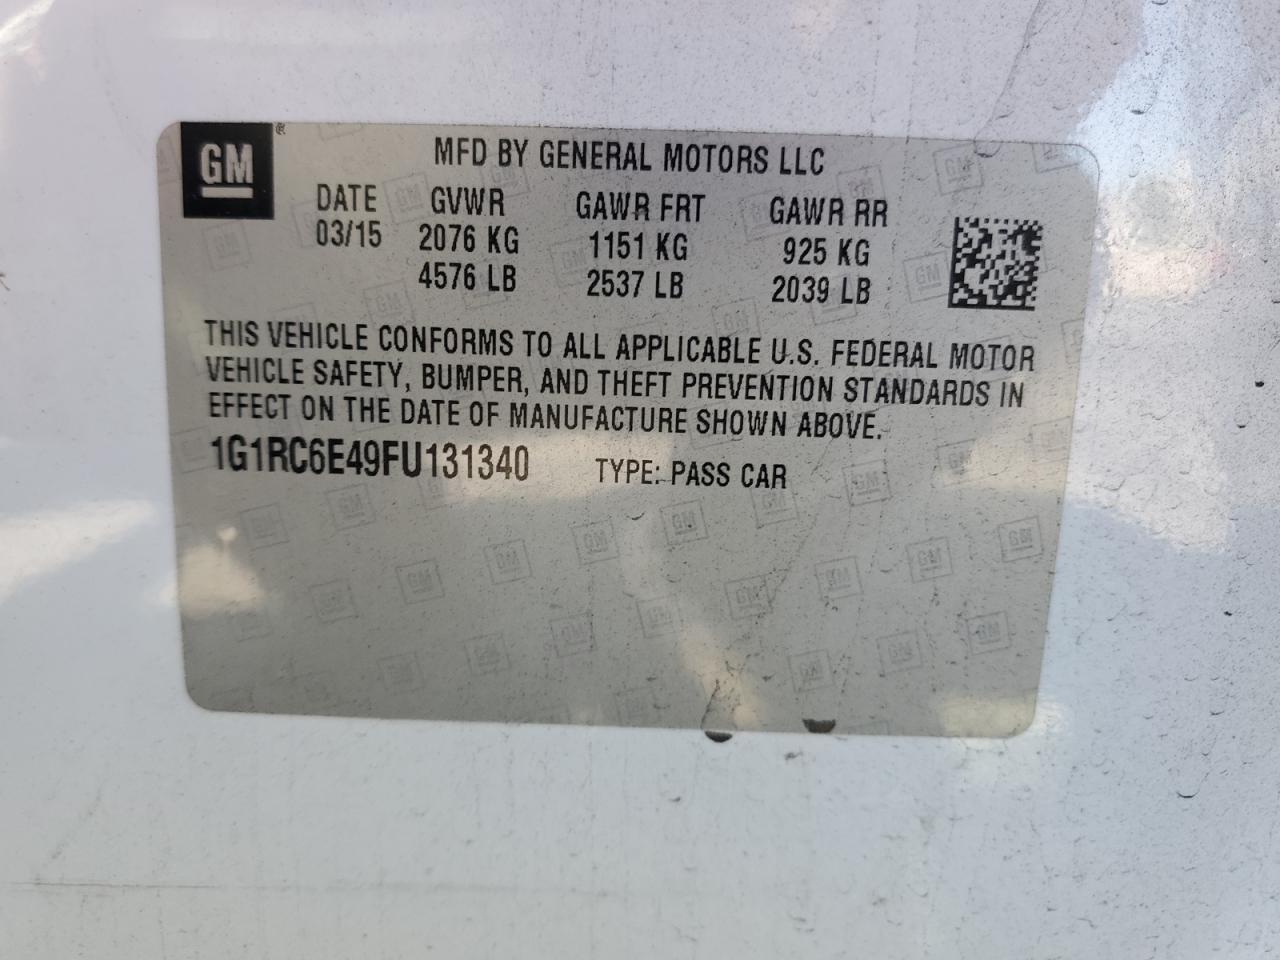 GM®
MFD BY GENERAL MOTORS LLC
DATE GVWR GAWR FRT GAWR RR
03/15 2076 KG 1151 KG 925 KG
4576 LB 2537 LB 2039 LB
THIS VEHICLE CONFORMS TO ALL APPLICABLE U.S. FEDERAL MOTOR
VEHICLE SAFETY, BUMPER, AND THEFT PREVENTION STANDARDS IN
EFFECT ON THE DATE OF MANUFACTURE SHOWN ABOVE.
1G1RC6E49FU131340 TYPE: PASS CAR